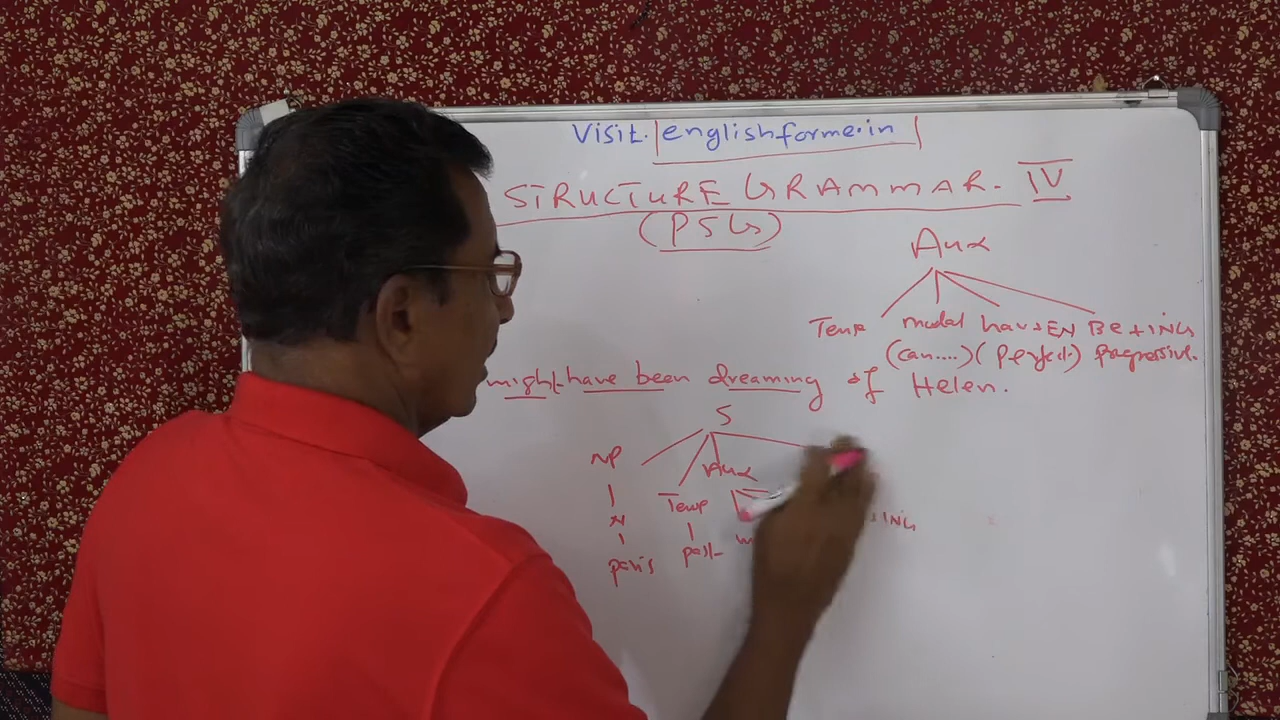 Visit. englishforme.in
STRUCTURE GRAMMAR. IV
(PSG)
Aux
Tense modal have+EN BE+ING
(can....) (perfect) progressive.
might have been dreaming of Helen.
S
NP Aux
Tense
N +ING
past
paris